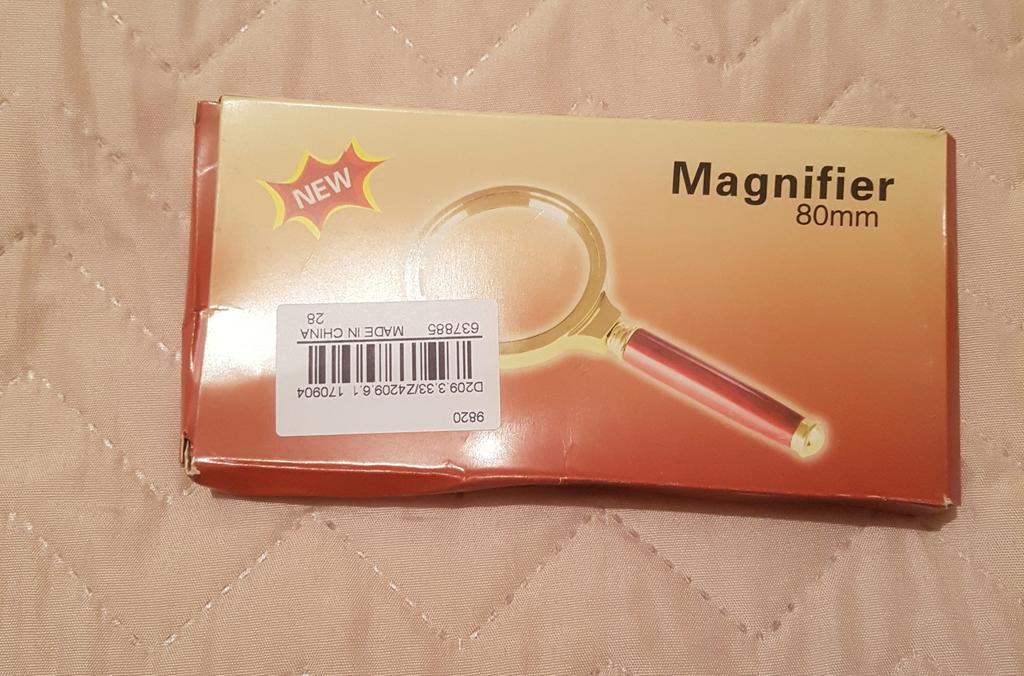 NEW
Magnifier
80mm
9820
D209.3.33/Z4209.6.1 170904
637885 MADE IN CHINA
28